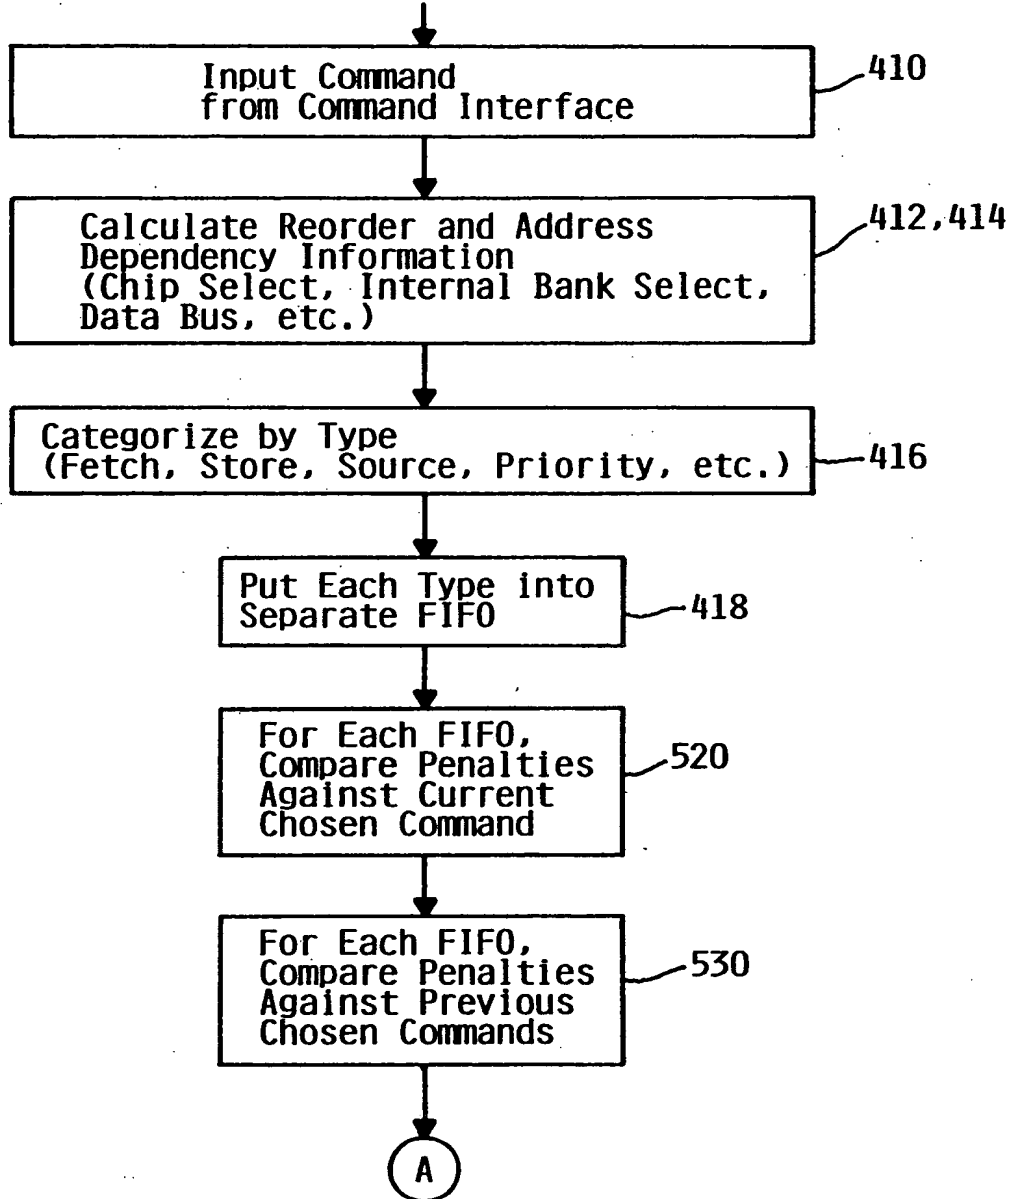 Input Command
from Command Interface
410
Calculate Reorder and Address
Dependency Information
(Chip Select, Internal Bank Select,
Data Bus, etc.)
412,414
Categorize by Type
(Fetch, Store, Source, Priority, etc.)
416
Put Each Type into
Separate FIFO
418
For Each FIFO,
Compare Penalties
Against Current
Chosen Command
520
For Each FIFO,
Compare Penalties
Against Previous
Chosen Commands
530
A